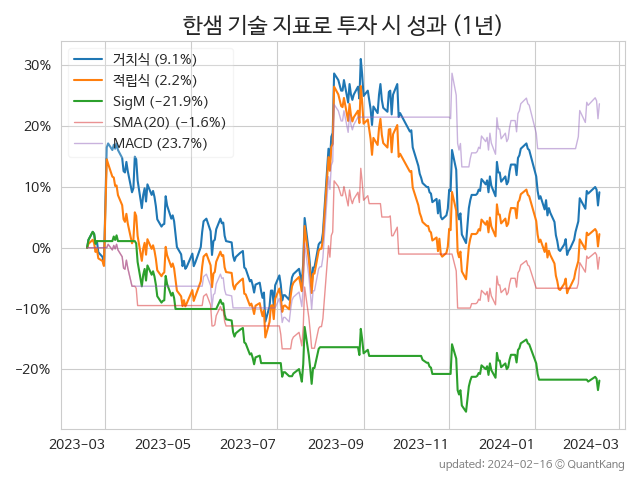 한샘 기술 지표로 투자 시 성과 (1년)
거치식 (9.1%)
적립식 (2.2%)
SigM (−21.9%)
SMA(20) (−1.6%)
MACD (23.7%)
30%
20%
10%
0%
−10%
−20%
2023-03
2023-05
2023-07
2023-09
2023-11
2024-01
2024-03
updated: 2024-02-16 © QuantKang